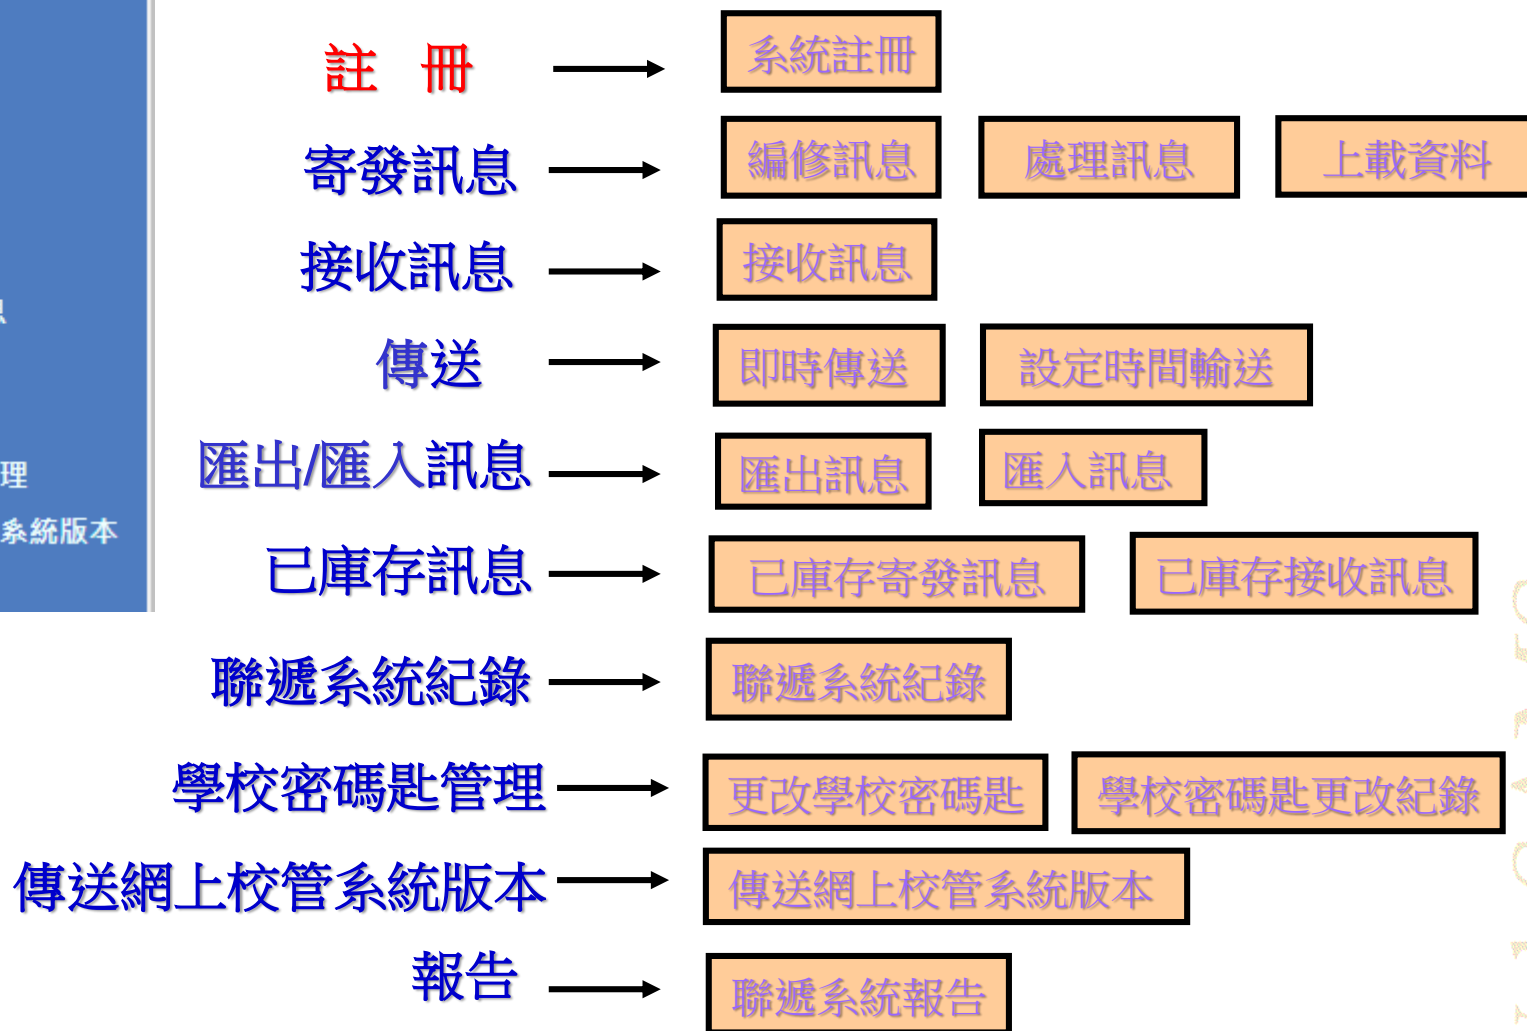 註 冊 系統註冊
寄發訊息 編修訊息 處理訊息 上載資料
接收訊息 接收訊息
傳送 即時傳送 設定時間輸送
匯出/匯入訊息 匯出訊息 匯入訊息
已庫存訊息 已庫存寄發訊息 已庫存接收訊息
聯遞系統紀錄 聯遞系統紀錄
學校密碼匙管理 更改學校密碼匙 學校密碼匙更改紀錄
傳送網上校管系統版本 傳送網上校管系統版本
報告 聯遞系統報告
理
系統版本